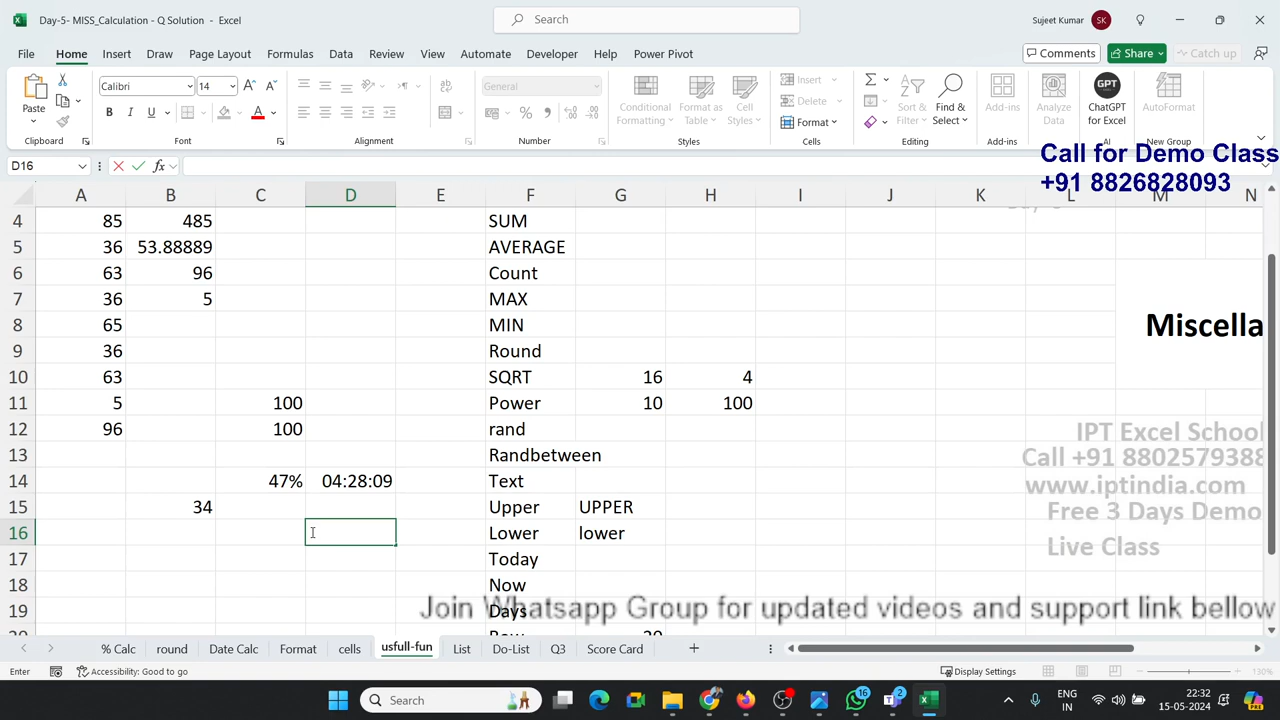 Day-5- MISS_Calculation - Q Solution - Excel
Search
Sujeet Kumar
SK
File
Home
Insert
Draw
Page Layout
Formulas
Data
Review
View
Automate
Developer
Help
Power Pivot
Comments
Share
Catch up
Paste
Calibri
14
General
Conditional Formatting
Format as Table
Cell Styles
Insert
Delete
Format
Sort & Filter
Find & Select
Add-ins
Analyze Data
GPT
ChatGPT for Excel
AutoFormat
Clipboard
Font
Alignment
Number
Styles
Cells
Editing
Add-ins
AI
New Group
Call for Demo Class
+91 8826828093
D16
fx
A B C D E F G H I J K L M N
4 85 485 SUM
5 36 53.88889 AVERAGE
6 63 96 Count
7 36 5 MAX
8 65 MIN
9 36 Round
10 63 SQRT 16 4
11 5 100 Power 10 100
12 96 100 rand
13 Randbetween
14 47% 04:28:09 Text
15 34 Upper UPPER
16 Lower lower
17 Today
18 Now
19 Days
Miscella
IPT Excel School
Call +91 8802579388
www.iptindia.com
Free 3 Days Demo
Live Class
Join Whatsapp Group for updated videos and support link bellow
% Calc
round
Date Calc
Format
cells
usfull-fun
List
Do-List
Q3
Score Card
Enter
Accessibility: Good to go
Display Settings
130%
Search
16
2
ENG
IN
22:32
15-05-2024